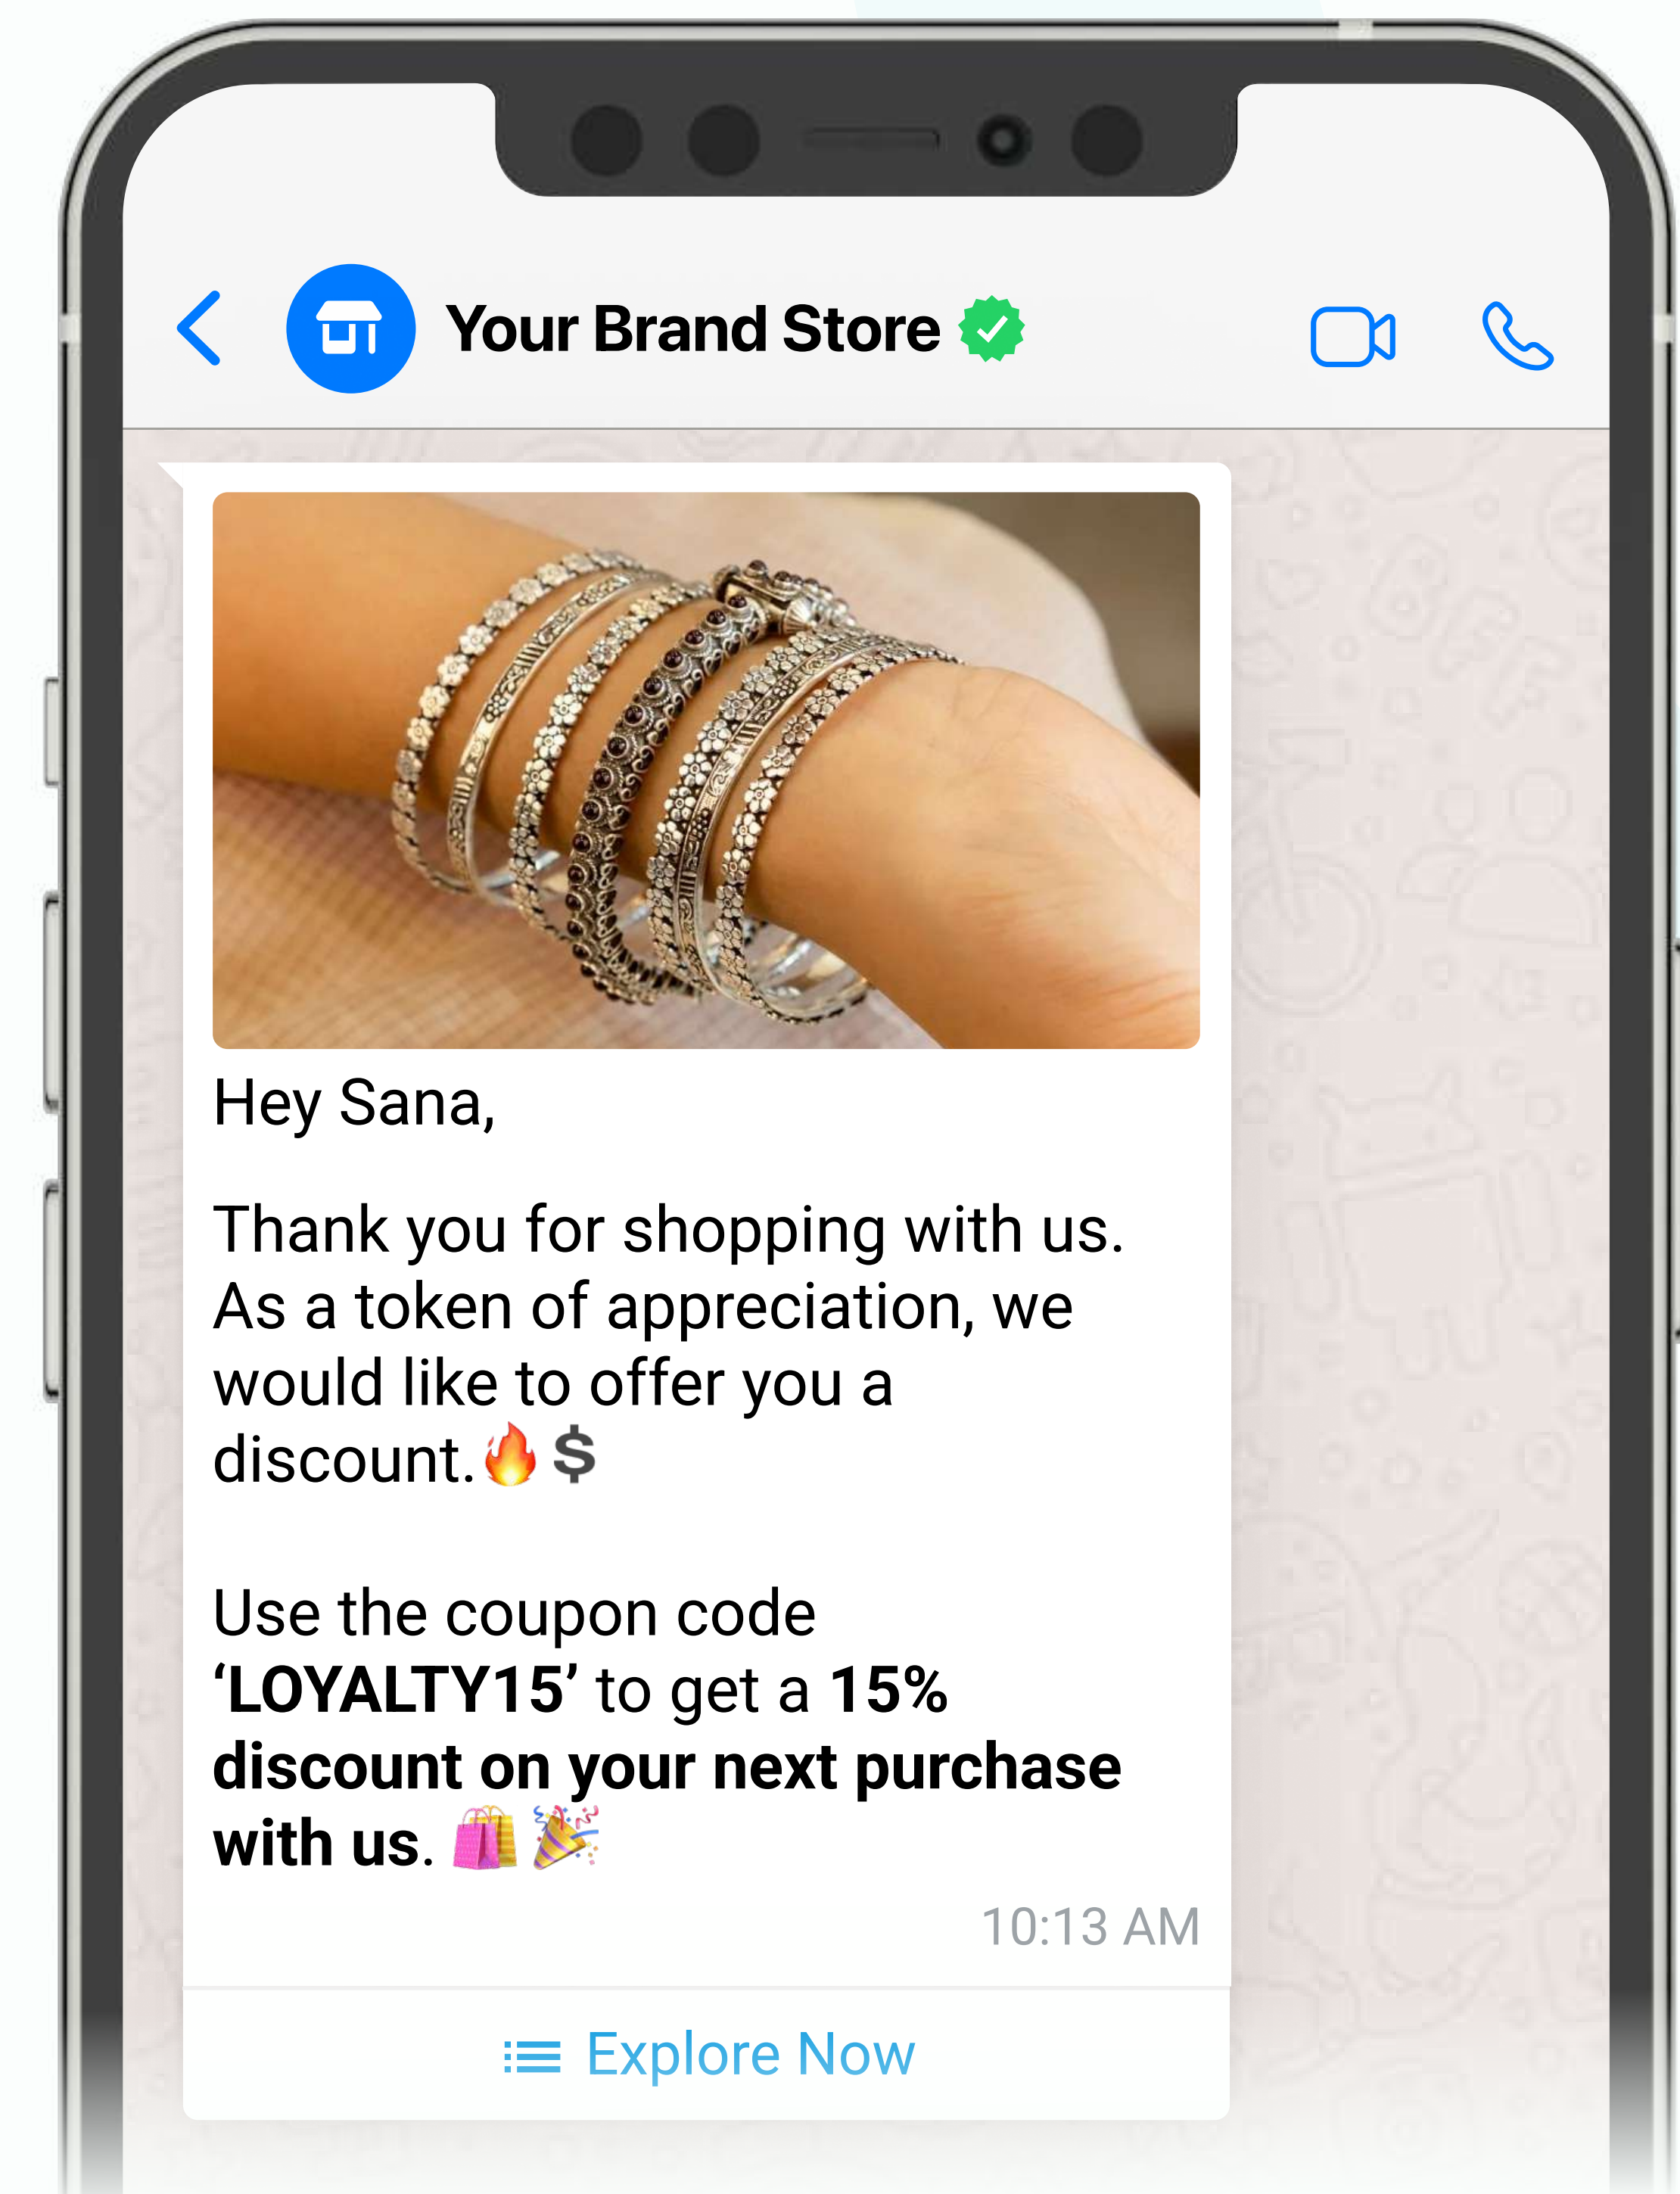 Your Brand Store
Hey Sana,
Thank you for shopping with us.
As a token of appreciation, we
would like to offer you a
discount.🔥 $
Use the coupon code
‘LOYALTY15’ to get a 15%
discount on your next purchase
with us. 🛍️ 🎉
10:13 AM
Explore Now